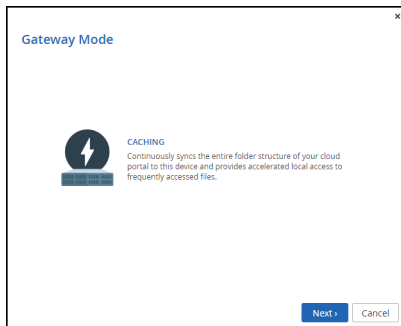 ×
Gateway Mode
CACHING
Continuously syncs the entire folder structure of your cloud
portal to this device and provides accelerated local access to
frequently accessed files.
Next ›
Cancel